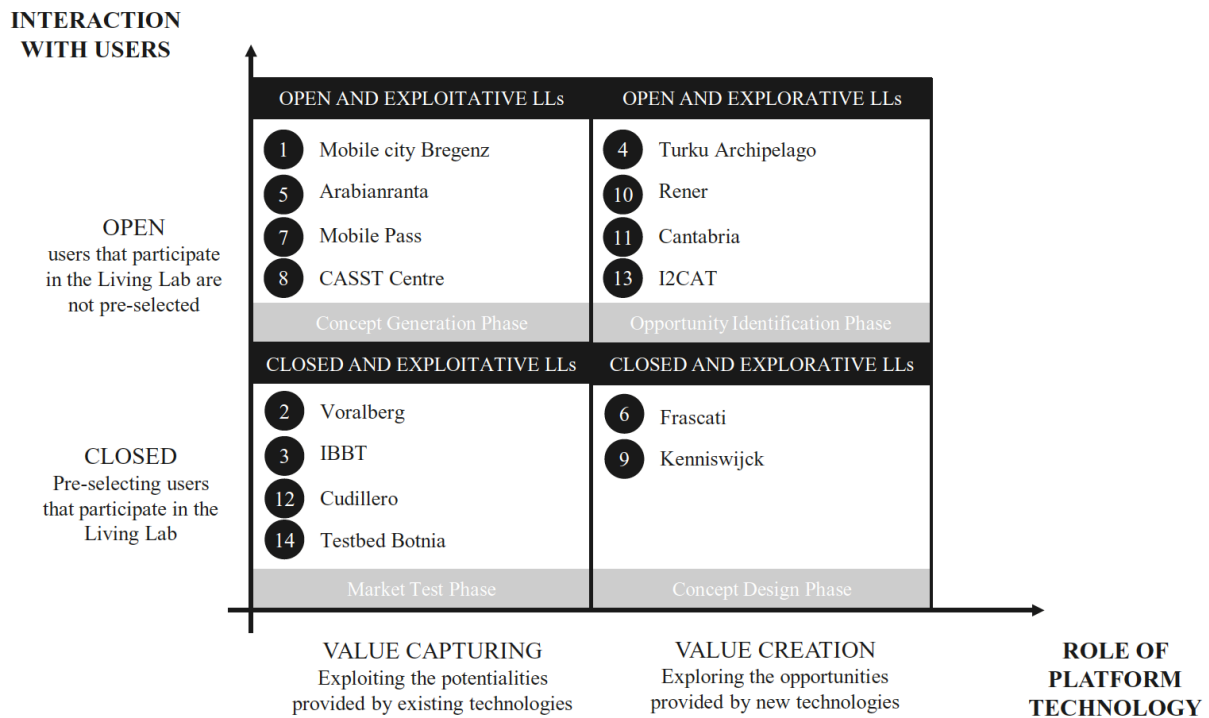 INTERACTION
WITH USERS
OPEN AND EXPLOITATIVE LLs
OPEN AND EXPLORATIVE LLs
1 Mobile city Bregenz
5 Arabianranta
7 Mobile Pass
8 CASST Centre
Concept Generation Phase
4 Turku Archipelago
10 Rener
11 Cantabria
13 I2CAT
Opportunity Identification Phase
OPEN
users that participate
in the Living Lab are
not pre-selected
CLOSED AND EXPLOITATIVE LLs
CLOSED AND EXPLORATIVE LLs
2 Voralberg
3 IBBT
12 Cudillero
14 Testbed Botnia
Market Test Phase
6 Frascati
9 Kenniswijck
Concept Design Phase
CLOSED
Pre-selecting users
that participate in the
Living Lab
VALUE CAPTURING
Exploiting the potentialities
provided by existing technologies
VALUE CREATION
Exploring the opportunities
provided by new technologies
ROLE OF
PLATFORM
TECHNOLOGY